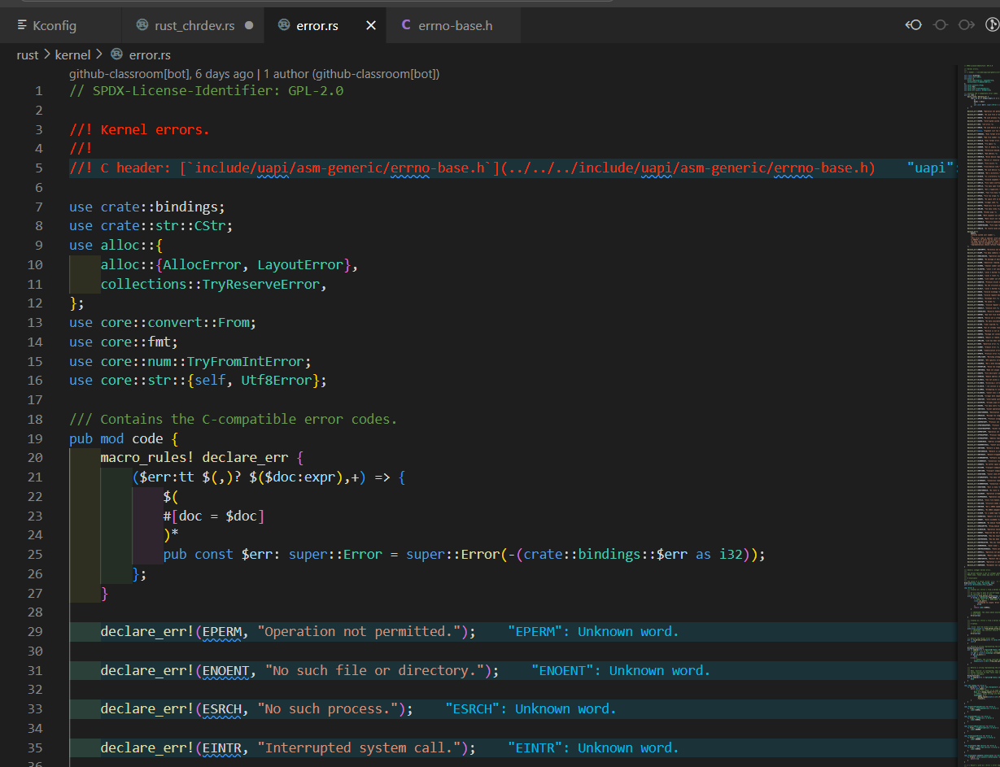 Kconfig rust_chrdev.rs error.rs C errno-base.h
rust > kernel > error.rs
github-classroom[bot], 6 days ago | 1 author (github-classroom[bot])
1 // SPDX-License-Identifier: GPL-2.0
2
3 //! Kernel errors.
4 //!
5 //! C header: [`include/uapi/asm-generic/errno-base.h`](../../../include/uapi/asm-generic/errno-base.h) "uapi":
6
7 use crate::bindings;
8 use crate::str::CStr;
9 use alloc::{
10 alloc::{AllocError, LayoutError},
11 collections::TryReserveError,
12 };
13 use core::convert::From;
14 use core::fmt;
15 use core::num::TryFromIntError;
16 use core::str::{self, Utf8Error};
17
18 /// Contains the C-compatible error codes.
19 pub mod code {
20 macro_rules! declare_err {
21 ($err:tt $(,)? $($doc:expr),+) => {
22 $(
23 #[doc = $doc]
24 )*
25 pub const $err: super::Error = super::Error(-(crate::bindings::$err as i32));
26 };
27 }
28
29 declare_err!(EPERM, "Operation not permitted."); "EPERM": Unknown word.
30
31 declare_err!(ENOENT, "No such file or directory."); "ENOENT": Unknown word.
32
33 declare_err!(ESRCH, "No such process."); "ESRCH": Unknown word.
34
35 declare_err!(EINTR, "Interrupted system call."); "EINTR": Unknown word.
36